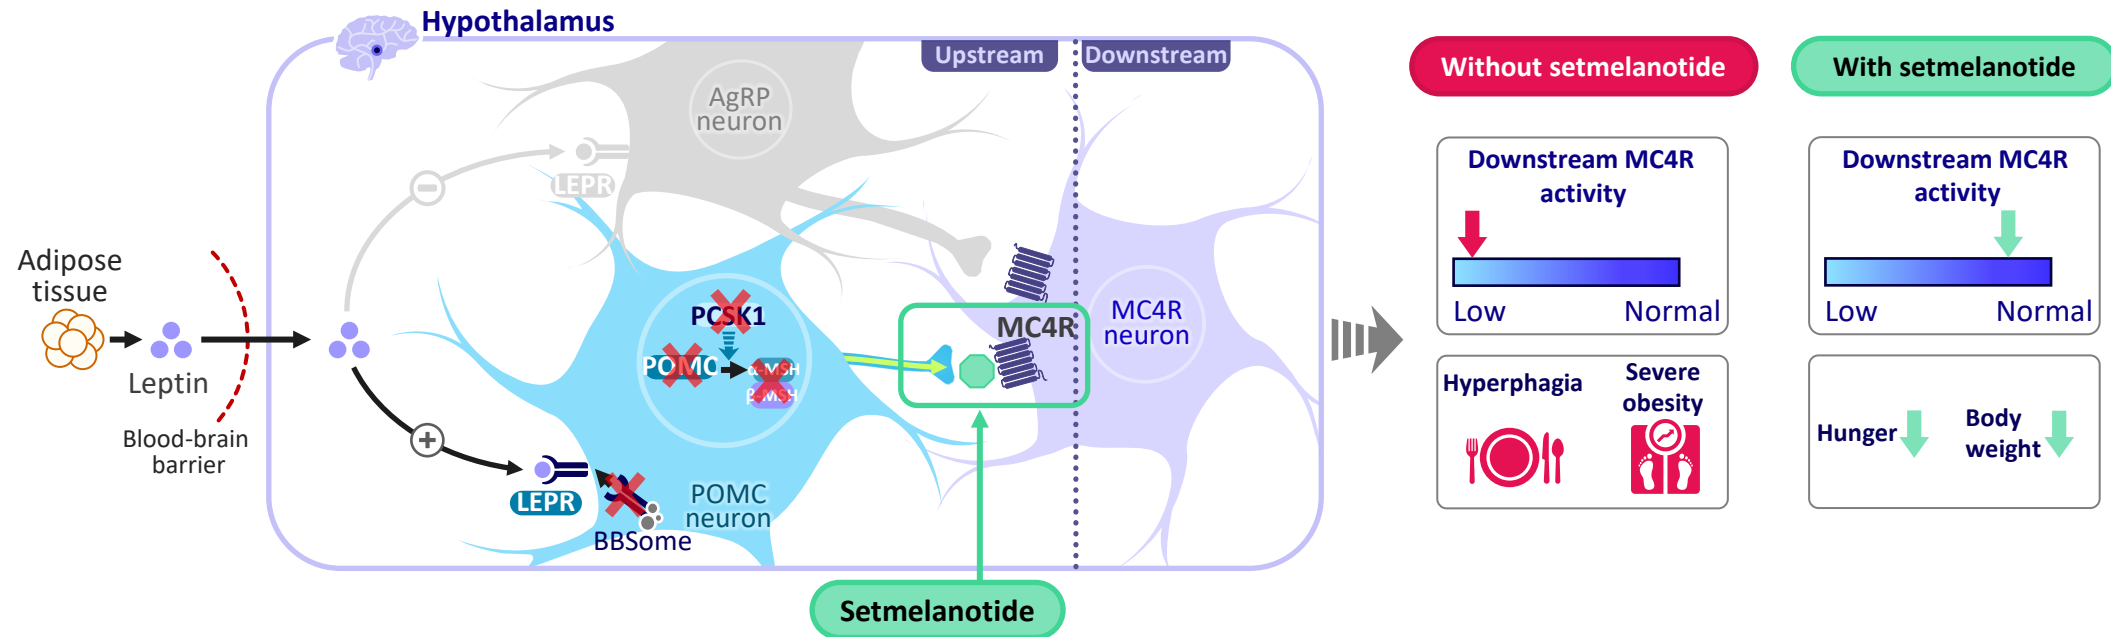 Hypothalamus
Upstream
Downstream
Without setmelanotide
With setmelanotide
AgRP
neuron
LEPR
Adipose
tissue
Leptin
Blood-brain
barrier
PCSK1
POMC
α-MSH
β-MSH
MC4R
MC4R
neuron
LEPR
BBSome
POMC
neuron
Setmelanotide
Downstream MC4R
activity
Low
Normal
Hyperphagia
Severe
obesity
Downstream MC4R
activity
Low
Normal
Hunger
Body
weight